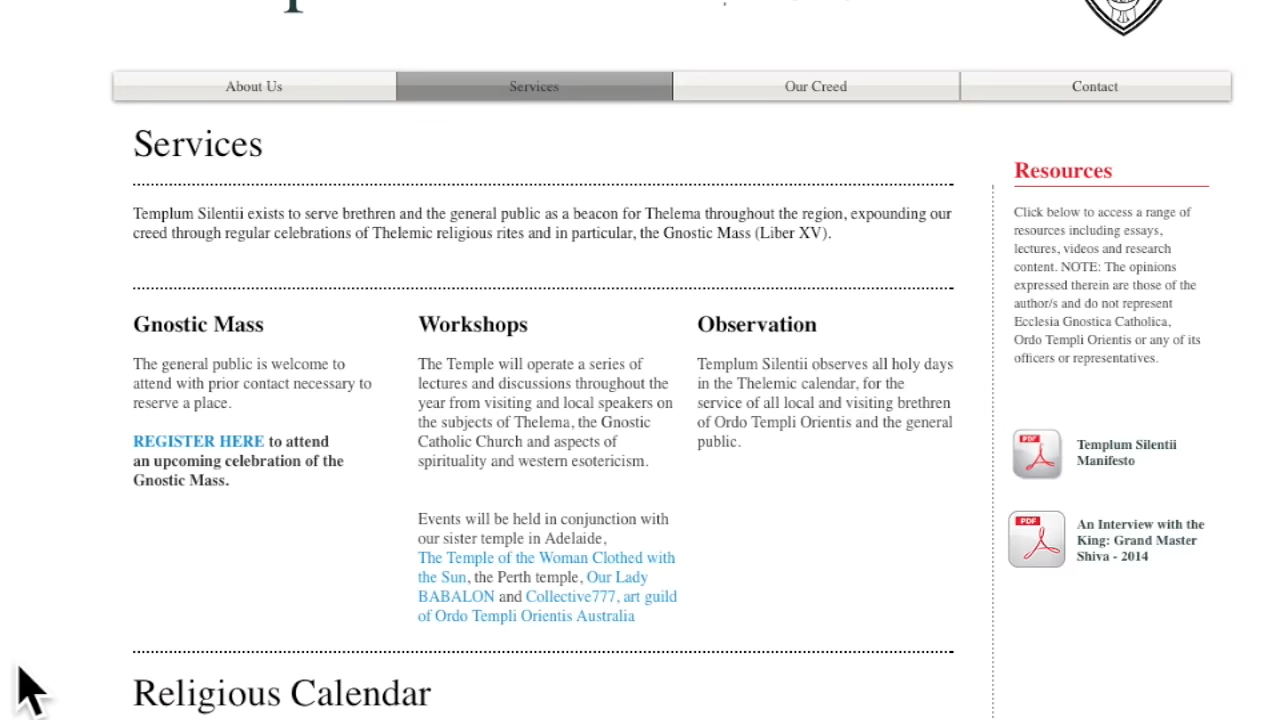 About Us
Services
Our Creed
Contact
Services
Templum Silentii exists to serve brethren and the general public as a beacon for Thelema throughout the region, expounding our
creed through regular celebrations of Thelemic religious rites and in particular, the Gnostic Mass (Liber XV).
Gnostic Mass
The general public is welcome to
attend with prior contact necessary to
reserve a place.
REGISTER HERE to attend
an upcoming celebration of the
Gnostic Mass.
Workshops
The Temple will operate a series of
lectures and discussions throughout the
year from visiting and local speakers on
the subjects of Thelema, the Gnostic
Catholic Church and aspects of
spirituality and western esotericism.
Events will be held in conjunction with
our sister temple in Adelaide,
The Temple of the Woman Clothed with
the Sun, the Perth temple, Our Lady
BABALON and Collective777, art guild
of Ordo Templi Orientis Australia
Observation
Templum Silentii observes all holy days
in the Thelemic calendar, for the
service of all local and visiting brethren
of Ordo Templi Orientis and the general
public.
Religious Calendar
Resources
Click below to access a range of
resources including essays,
lectures, videos and research
content. NOTE: The opinions
expressed therein are those of the
author/s and do not represent
Ecclesia Gnostica Catholica,
Ordo Templi Orientis or any of its
officers or representatives.
PDF
Templum Silentii
Manifesto
PDF
An Interview with the
King: Grand Master
Shiva - 2014